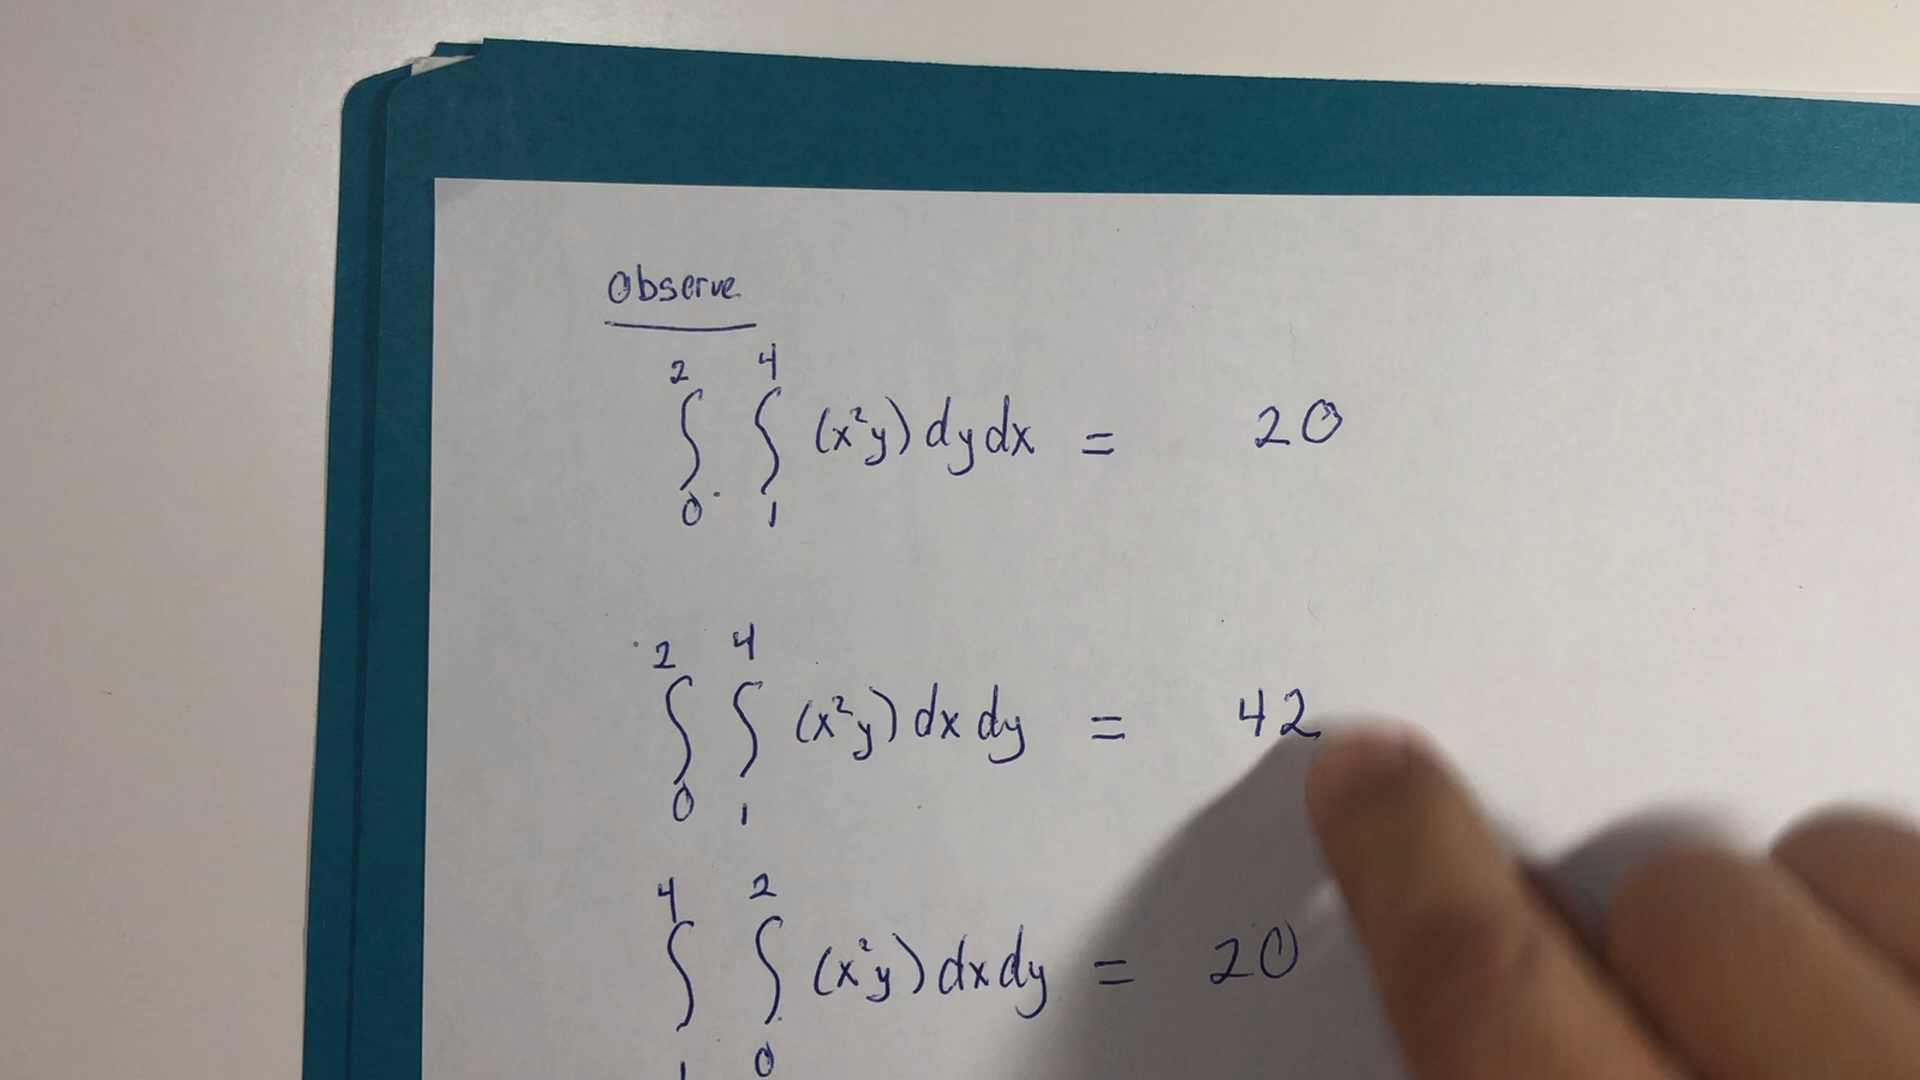 Observe
∫₀² ∫₁⁴ (x²y) dy dx = 20
∫₀² ∫₁⁴ (x²y) dx dy = 42
∫₁⁴ ∫₀² (x²y) dx dy = 20